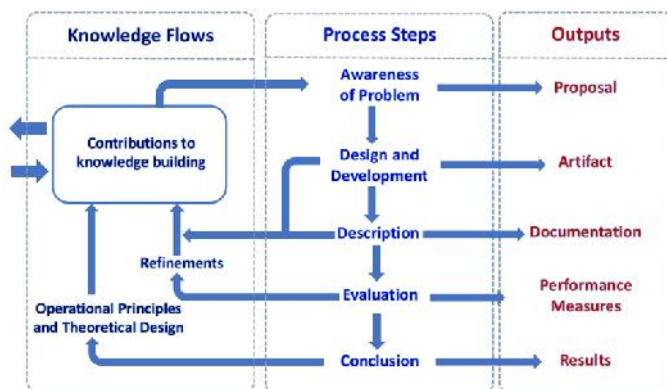 Knowledge Flows
Process Steps
Outputs
Awareness
of Problem
Proposal
Contributions to
knowledge building
Design and
Development
Artifact
Description
Documentation
Refinements
Evaluation
Performance
Measures
Operational Principles
and Theoretical Design
Conclusion
Results